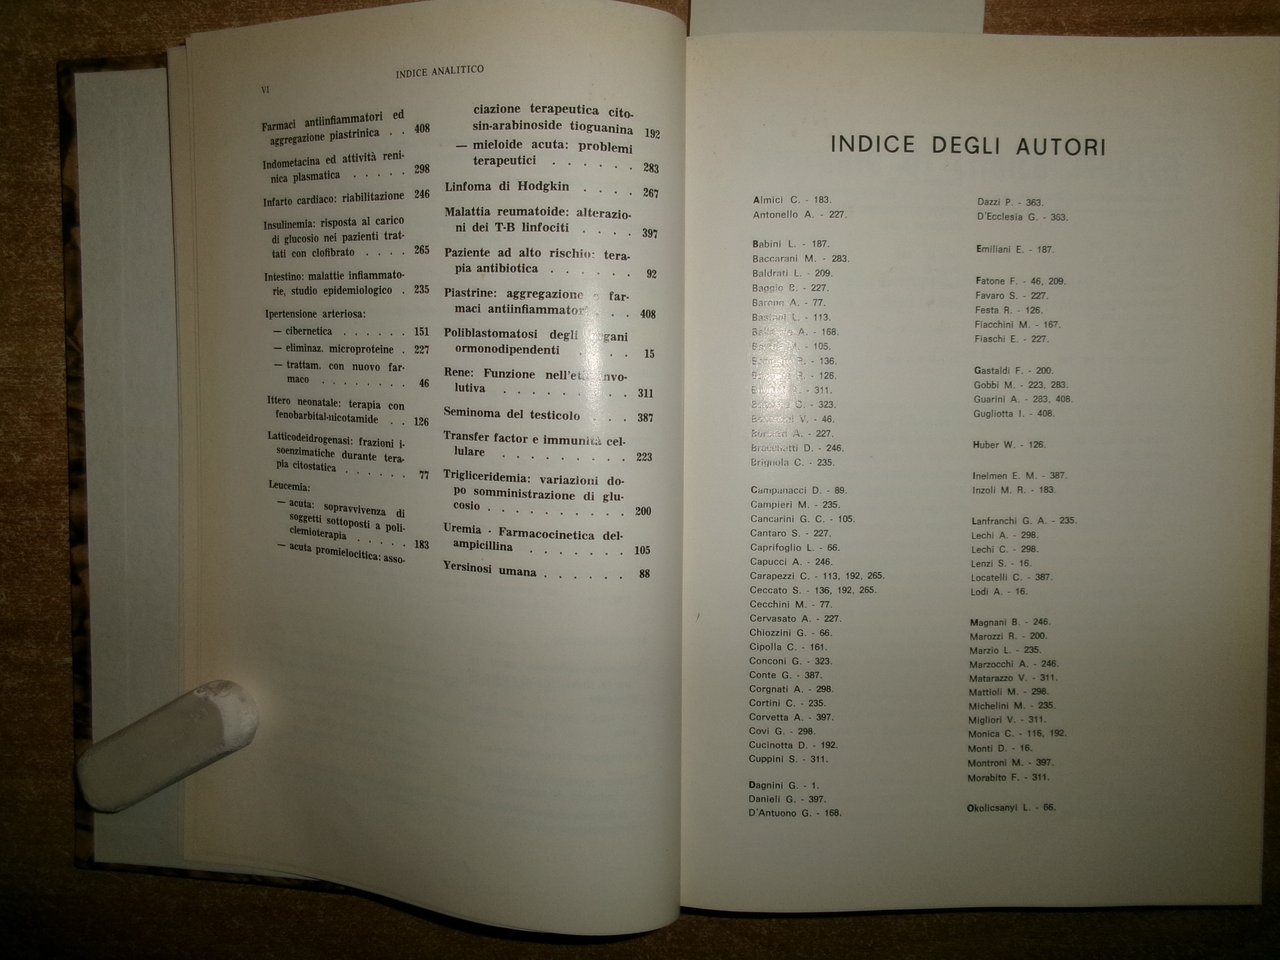 VI
INDICE ANALITICO
Farmaci antiinfiammatori ed
aggregazione piastrinica . . 408
Indometacina ed attività reni-
nica plasmatica . . . . . 298
Infarto cardiaco: riabilitazione 246
Insulinemia: risposta al carico
di glucosio nei pazienti trat-
tati con clofibrato . . . . 265
Intestino: malattie infiammato-
rie, studio epidemiologico . 235
Ipertensione arteriosa:
— cibernetica . . . . . . 151
— eliminaz. microproteine . 227
— trattam. con nuovo far-
maco . . . . . . . 46
Ittero neonatale: terapia con
fenobarbital-nicotamide . . 126
Latticodeidrogenasi: frazioni i-
soenzimatiche durante tera-
pia citostatica . . . . . . 77
Leucemia:
— acuta: sopravvivenza di
soggetti sottoposti a poli-
clemioterapia . . . . . 183
— acuta promielocitica: asso-
ciazione terapeutica cito-
sin-arabinoside tioguanina 192
— mieloide acuta: problemi
terapeutici . . . . . . 283
Linfoma di Hodgkin . . . . 267
Malattia reumatoide: alterazio-
ni dei T-B linfociti . . . . 397
Paziente ad alto rischio: tera-
pia antibiotica . . . . . . 92
Piastrine: aggregazione e far-
maci antiinfiammatori . . 408
Poliblastomatosi degli organi
ormonodipendenti . . . . 15
Rene: Funzione nell'età invo-
lutiva . . . . . . . . . 311
Seminoma del testicolo . . . 387
Transfer factor e immunità cel-
lulare . . . . . . . . . 223
Trigliceridemia: variazioni do-
po somministrazione di glu-
cosio . . . . . . . . . . 200
Uremia - Farmacocinetica del-
ampicillina . . . . . . . 105
Yersinosi umana . . . . . . 88
INDICE DEGLI AUTORI
Almici C. - 183.
Antonello A. - 227.
Babini L. - 187.
Baccarani M. - 283.
Baldrati L. - 209.
Baggio B. - 227.
Barone A. - 77.
L. - 113.
A. - 168.
M. - 105.
R. - 136.
R. - 126.
- 311.
C. - 323.
V. - 46.
A. - 227.
Brocchetti D. - 246.
Brignola C. - 235.
Campanacci D. - 89.
Campieri M. - 235.
Cancarini G. C. - 105.
Cantaro S. - 227.
Caprifoglio L. - 66.
Capucci A. - 246.
Carapezzi C. - 113, 192, 265.
Ceccato S. - 136, 192, 265.
Cecchini M. - 77.
Cervasato A. - 227.
Chiozzini G. - 66.
Cipolla C. - 161.
Conconi G. - 323.
Conte G. - 387.
Corgnati A. - 298.
Cortini C. - 235.
Corvetta A. - 397.
Covi G. - 298.
Cucinotta D. - 192.
Cuppini S. - 311.
Dagnini G. - 1.
Danieli G. - 397.
D'Antuono G. - 168.
Dazzi P. - 363.
D'Ecclesia G. - 363.
Emiliani E. - 187.
Fatone F. - 46, 209.
Favaro S. - 227.
Festa R. - 126.
Fiacchini M. - 167.
Fiaschi E. - 227.
Gastaldi F. - 200.
Gobbi M. - 223, 283.
Guarini A. - 283, 408.
Gugliotta I. - 408.
Huber W. - 126.
Inelmen E. M. - 387.
Inzoli M. R. - 183.
Lanfranchi G. A. - 235.
Lechi A. - 298.
Lechi C. - 298.
Lenzi S. - 16.
Locatelli C. - 387.
Lodi A. - 16.
Magnani B. - 246.
Marozzi R. - 200.
Marzio L. - 235.
Marzocchi A. - 246.
Matarazzo V. - 311.
Mattioli M. - 298.
Michelini M. - 235.
Migliori V. - 311.
Monica C. - 116, 192.
Monti D. - 16.
Montroni M. - 397.
Morabito F. - 311.
Okolicsanyi L. - 66.